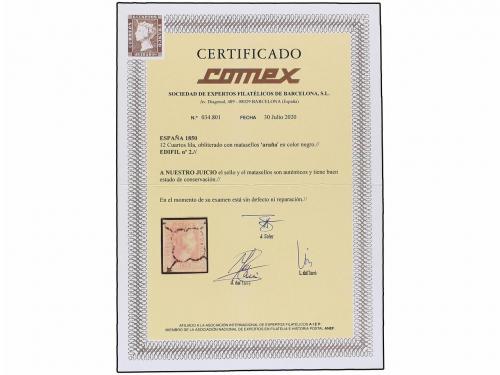 CERTIFICADO
comex
SOCIEDAD DE EXPERTOS FILATÉLICOS DE BARCELONA, S.L.
Av. Diagonal, 489 - 08029 BARCELONA (España)
N.º 034.801 FECHA 30 Julio 2020
ESPAÑA 1850
12 Cuartos lila, obliterado con matasellos 'araña' en color negro.//
EDIFIL nº 2.//
A NUESTRO JUICIO el sello y el matasellos son auténticos y tiene buen
estado de conservación.//
En el momento de su examen está sin defecto ni reparación.//
J. Soler
A. del Toro
L. del Toro
AFILIADO A LA ASOCIACIÓN INTERNACIONAL DE EXPERTOS FILATÉLICOS A.I.E.P.
MIEMBRO DE LA ASOCIACIÓN NACIONAL DE EXPERTOS EN FILATELIA E HISTORIA POSTAL ANEF.